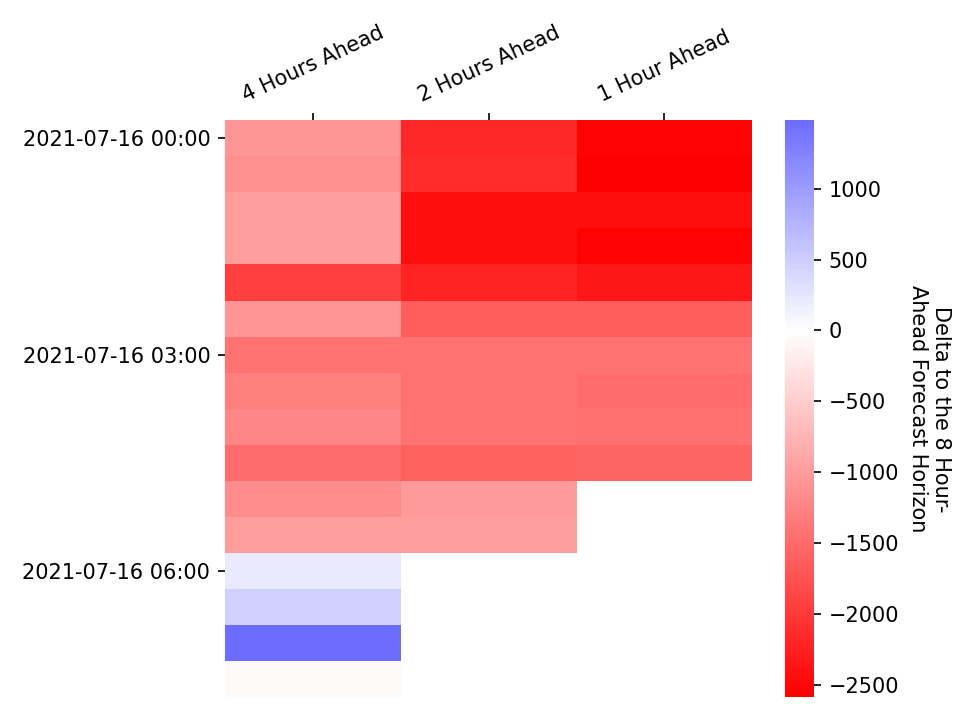 4 Hours Ahead
2 Hours Ahead
1 Hour Ahead
2021-07-16 00:00
2021-07-16 03:00
2021-07-16 06:00
1000
500
0
−500
−1000
−1500
−2000
−2500
Delta to the 8 Hour-
Ahead Forecast Horizon